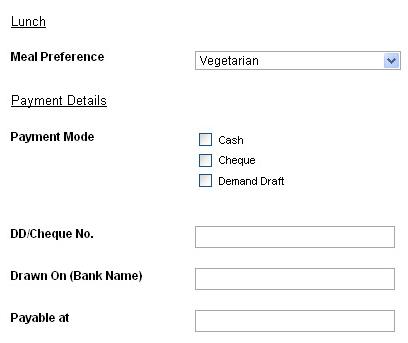 Lunch
Meal Preference
Vegetarian
Payment Details
Payment Mode
Cash
Cheque
Demand Draft
DD/Cheque No.
Drawn On (Bank Name)
Payable at